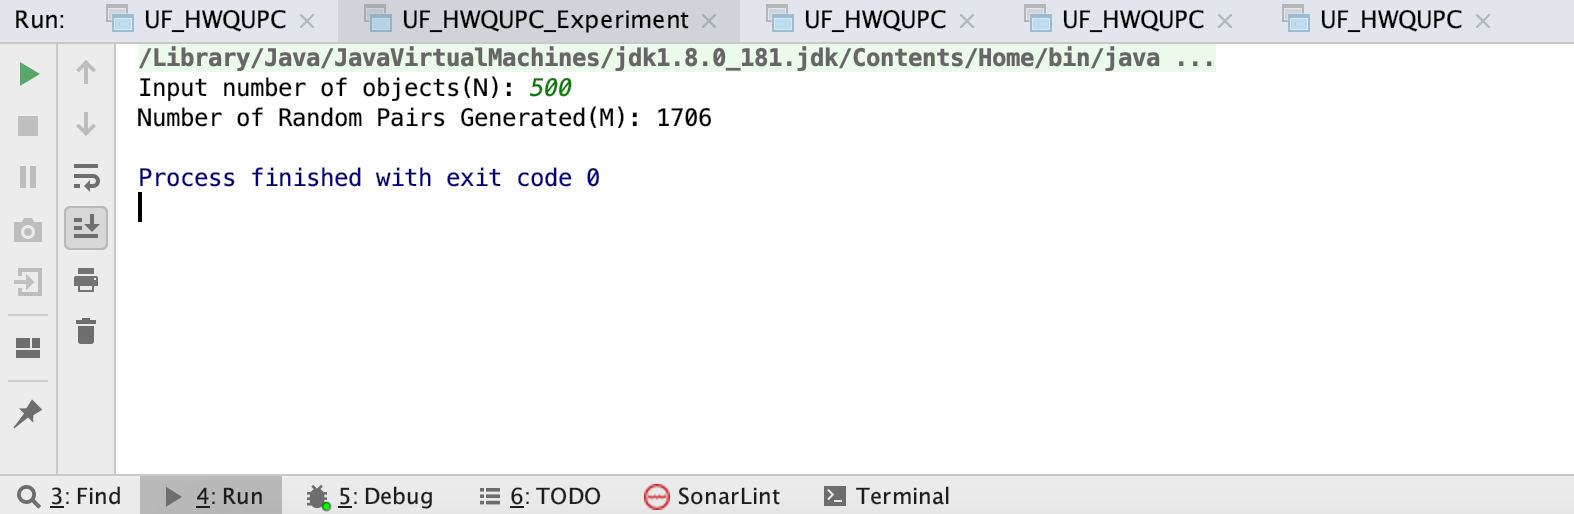 Run: UF_HWQUPC × UF_HWQUPC_Experiment × UF_HWQUPC × UF_HWQUPC × UF_HWQUPC ×
/Library/Java/JavaVirtualMachines/jdk1.8.0_181.jdk/Contents/Home/bin/java ...
Input number of objects(N): 500
Number of Random Pairs Generated(M): 1706
Process finished with exit code 0
3: Find 4: Run 5: Debug 6: TODO SonarLint Terminal